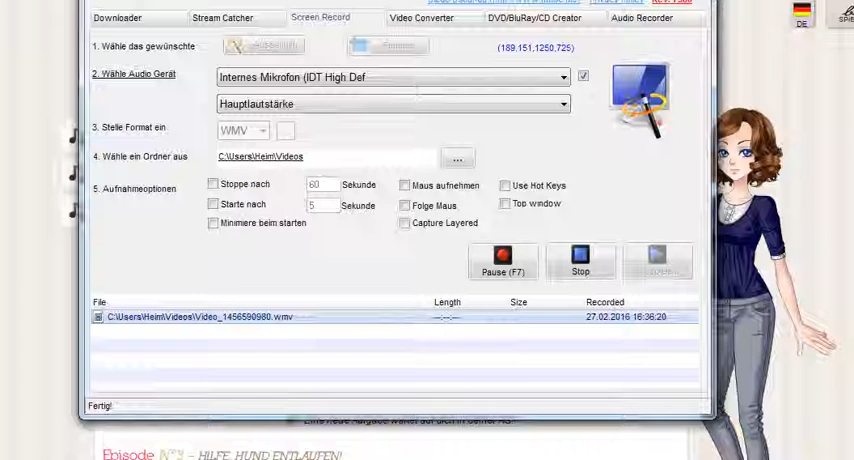 Downloader Stream Catcher Screen Record Video Converter DVD/BluRay/CD Creator Audio Recorder
1. Wähle das gewünschte (189,151,1250,725)
2. Wähle Audio Gerät Internes Mikrofon (IDT High Def
Hauptlautstärke
3. Stelle Format ein WMV
4. Wähle ein Ordner aus C:\Users\Heim\Videos ...
5. Aufnahmeoptionen Stoppe nach 60 Sekunde Maus aufnehmen Use Hot Keys
Starte nach 5 Sekunde Folge Maus Top window
Minimiere beim starten Capture Layered
Pause (F7) Stop
File Length Size Recorded
C:\Users\Heim\Videos\Video_1456590980.wmv --:--:-- 27.02.2016 16:36:20
Fertig!
Episode N°3 - HILFE, HUND ENTLAUFEN!
DE